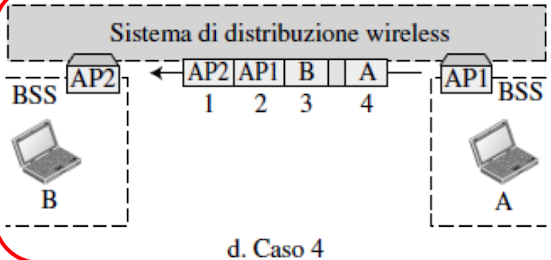 Sistema di distribuzione wireless
AP2 AP2 AP1 B A AP1
BSS 1 2 3 4 BSS
B A
d. Caso 4